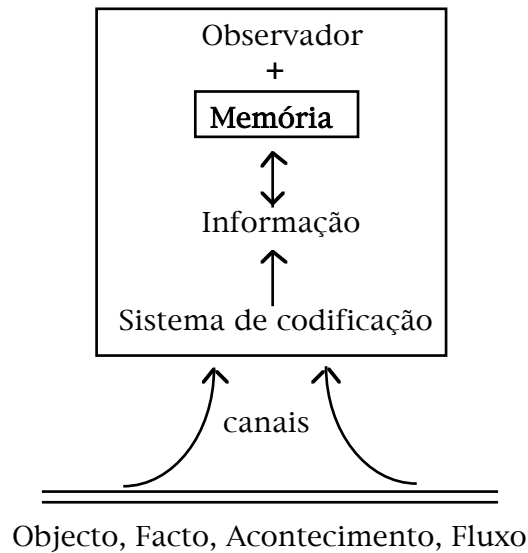 Observador
+
Memória
Informação
Sistema de codificação
canais
Objecto, Facto, Acontecimento, Fluxo